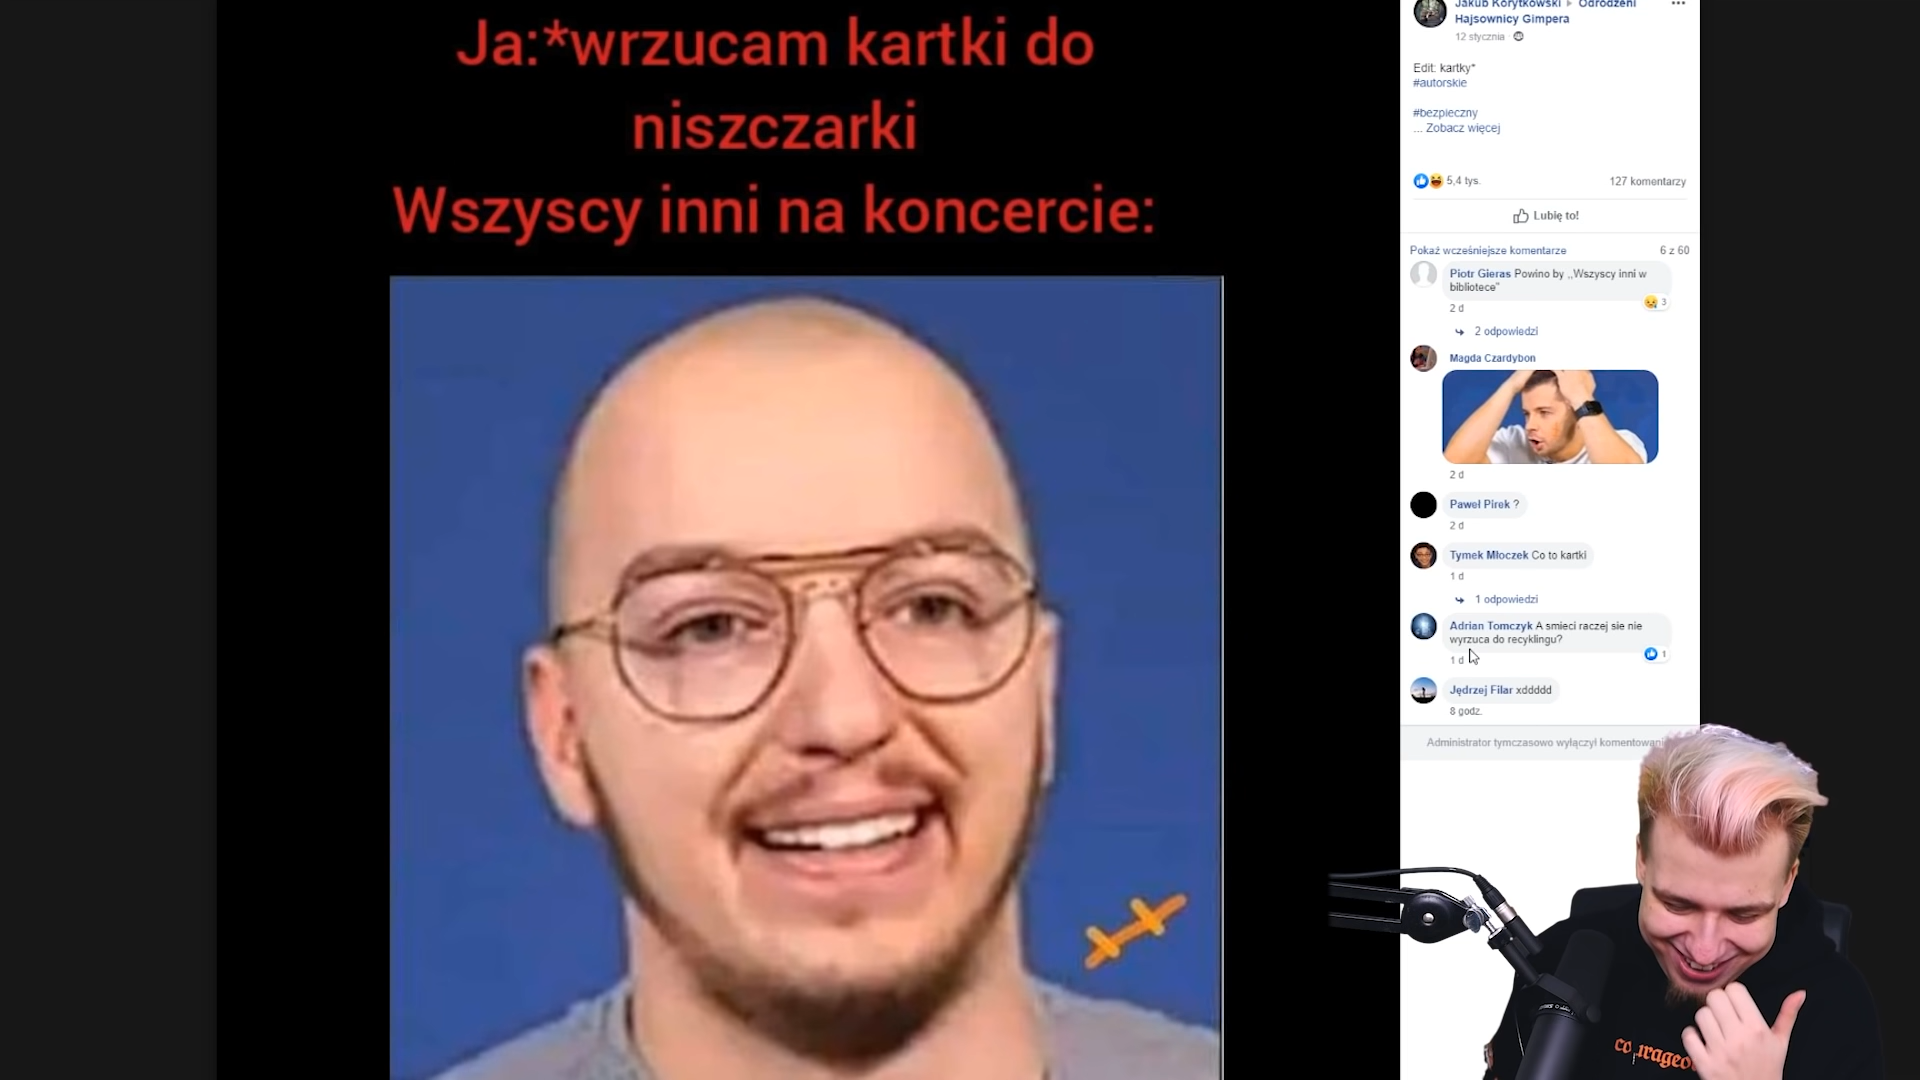 Ja:*wrzucam kartki do
niszczarki
Wszyscy inni na koncercie:
Jakub Korytkowski ▸ Odrodzeni
Hajsownicy Gimpera
12 stycznia
Edit: kartky*
#autorskie
#bezpieczny
... Zobacz więcej
5,4 tys.
127 komentarzy
Lubię to!
Pokaż wcześniejsze komentarze
6 z 60
Piotr Gieras Powino by ,,Wszyscy inni w
bibliotece"
3
2 d
2 odpowiedzi
Magda Czardybon
2 d
Paweł Pirek ?
2 d
Tymek Młoczek Co to kartki
1 d
1 odpowiedzi
Adrian Tomczyk A smieci raczej sie nie
wyrzuca do recyklingu?
1
1 d
Jędrzej Filar xddddd
8 godz.
Administrator tymczasowo wyłączył komentowani